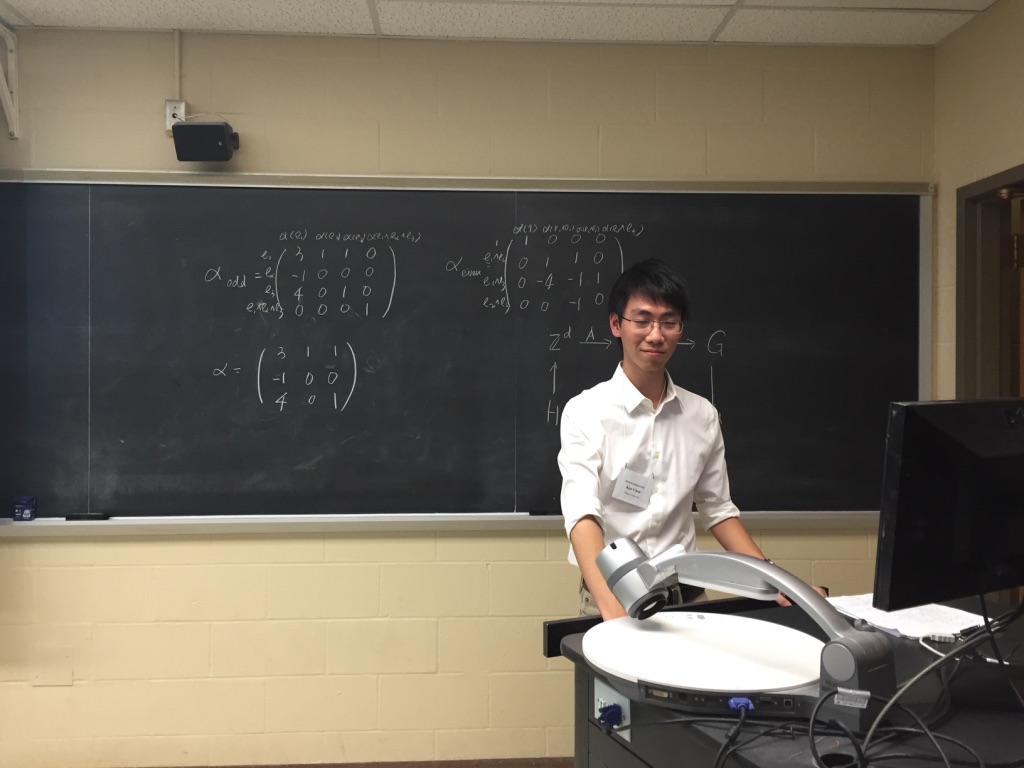 α(e₁) α(e₂) α(e₃) α(e₁∧e₂∧e₃)
e₁ 3 1 1 0
α odd = e₂ -1 0 0 0
e₃ 4 0 1 0
e₁∧e₂∧e₃ 0 0 0 1
α = 3 1 1
-1 0 0
4 0 1
α(1) α(e₁∧e₂) α(e₁∧e₃) α(e₂∧e₃)
1 1 0 0 0
α even = e₁∧e₂ 0 1 1 0
e₁∧e₃ 0 -4 -1 1
e₂∧e₃ 0 0 -1 0
Z^d A → → G
↑
H